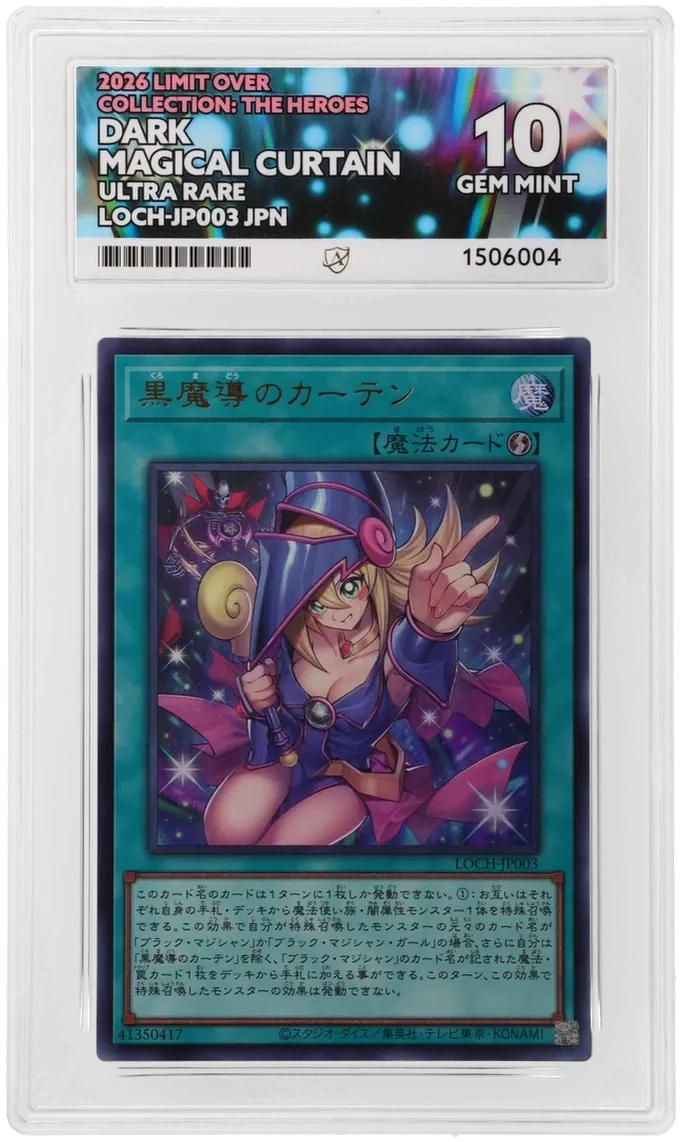 2026 LIMIT OVER
COLLECTION: THE HEROES
DARK
MAGICAL CURTAIN
ULTRA RARE
LOCH-JP003 JPN
10
GEM MINT
1506004
黒魔導のカーテン
魔
【魔法カード】
LOCH-JP003
このカード名のカードは1ターンに1枚しか発動できない。①:お互いはそれ
ぞれ自身の手札・デッキから魔法使い族・闇属性モンスター1体を特殊召喚
できる。この効果で自分が特殊召喚したモンスターの元々のカード名が
「ブラック・マジシャン」か「ブラック・マジシャン・ガール」の場合、さらに自分は
「黒魔導のカーテン」を除く、「ブラック・マジシャン」のカード名が記された魔法・
罠カード1枚をデッキから手札に加える事ができる。このターン、この効果で
特殊召喚したモンスターの効果は発動できない。
41350417
©スタジオ・ダイス/集英社・テレビ東京・KONAMI